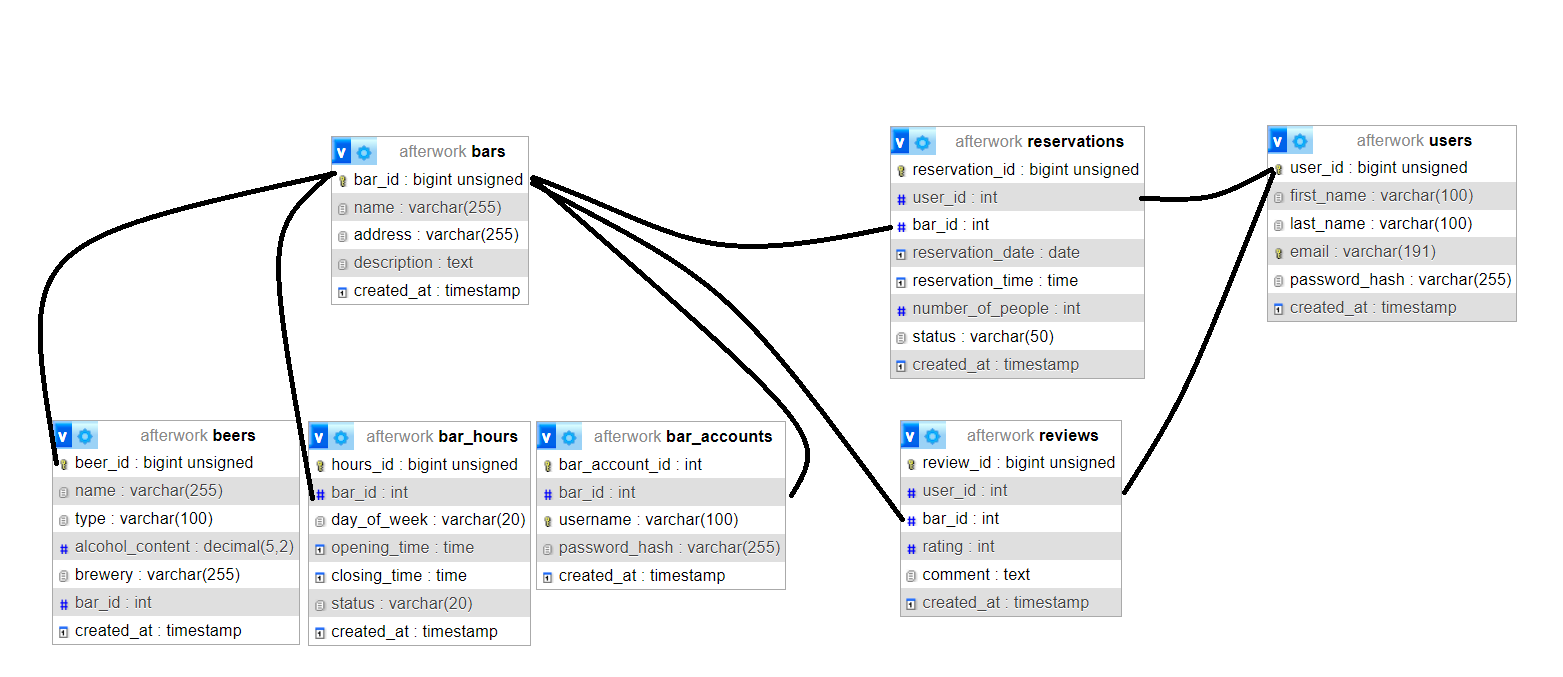 afterwork bars
bar_id : bigint unsigned
name : varchar(255)
address : varchar(255)
description : text
created_at : timestamp
afterwork reservations
reservation_id : bigint unsigned
user_id : int
bar_id : int
reservation_date : date
reservation_time : time
number_of_people : int
status : varchar(50)
created_at : timestamp
afterwork users
user_id : bigint unsigned
first_name : varchar(100)
last_name : varchar(100)
email : varchar(191)
password_hash : varchar(255)
created_at : timestamp
afterwork beers
beer_id : bigint unsigned
name : varchar(255)
type : varchar(100)
alcohol_content : decimal(5,2)
brewery : varchar(255)
bar_id : int
created_at : timestamp
afterwork bar_hours
hours_id : bigint unsigned
bar_id : int
day_of_week : varchar(20)
opening_time : time
closing_time : time
status : varchar(20)
created_at : timestamp
afterwork bar_accounts
bar_account_id : int
bar_id : int
username : varchar(100)
password_hash : varchar(255)
created_at : timestamp
afterwork reviews
review_id : bigint unsigned
user_id : int
bar_id : int
rating : int
comment : text
created_at : timestamp